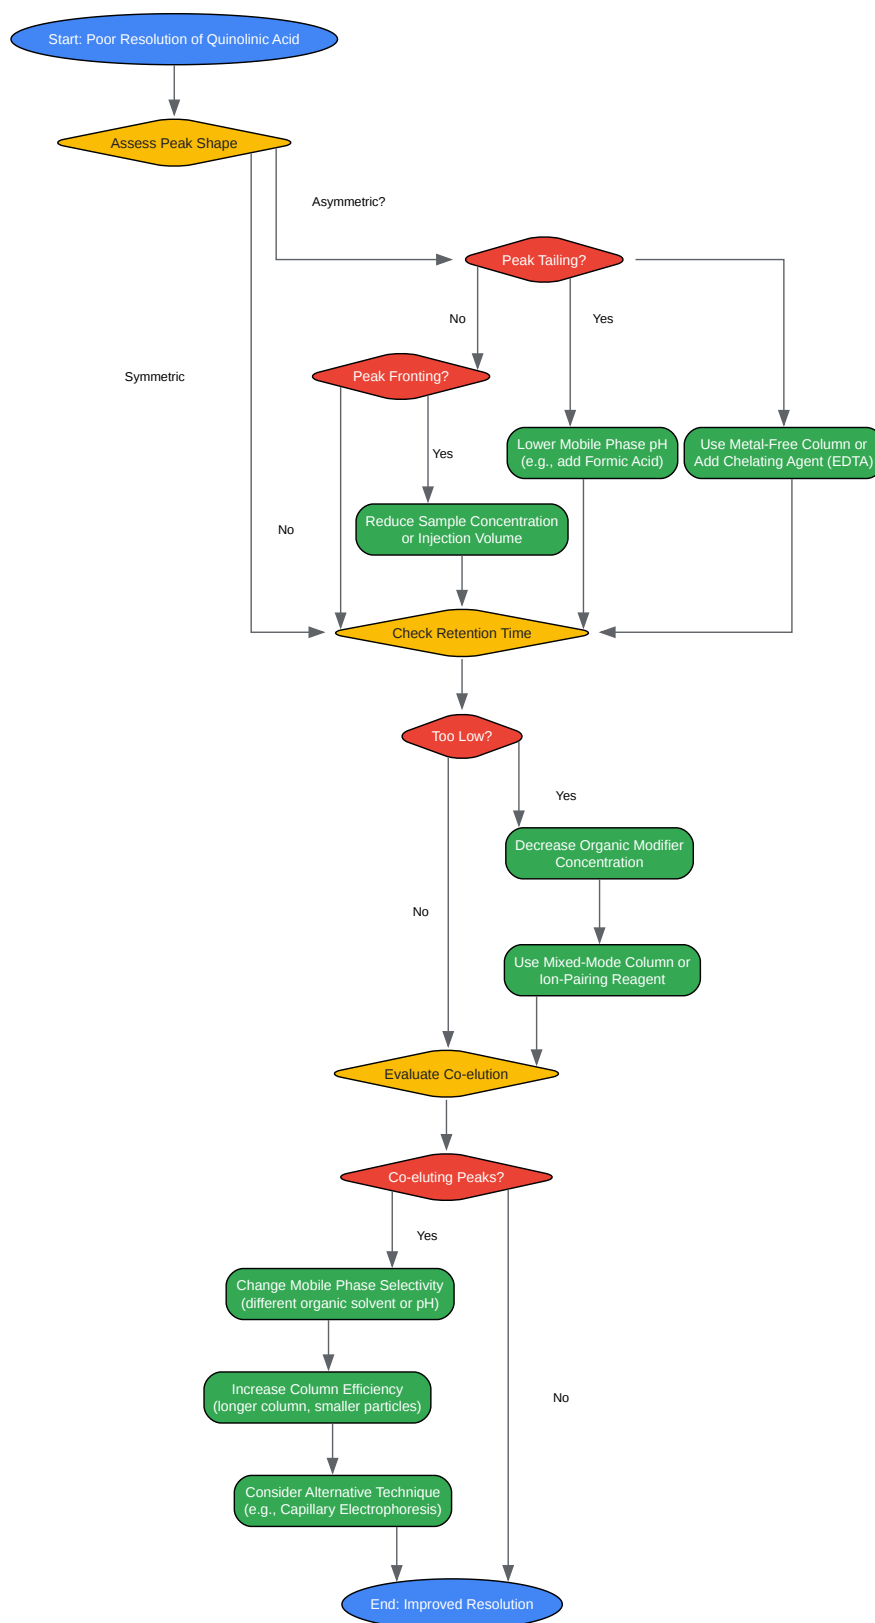 Start: Poor Resolution of Quinolinic Acid
Assess Peak Shape
Asymmetric?
Peak Tailing?
No
Yes
Symmetric
Peak Fronting?
Lower Mobile Phase pH
(e.g., add Formic Acid)
Use Metal-Free Column or
Add Chelating Agent (EDTA)
Yes
No
Reduce Sample Concentration
or Injection Volume
Check Retention Time
Too Low?
Yes
Decrease Organic Modifier
Concentration
No
Use Mixed-Mode Column or
Ion-Pairing Reagent
Evaluate Co-elution
Co-eluting Peaks?
Yes
Change Mobile Phase Selectivity
(different organic solvent or pH)
Increase Column Efficiency
(longer column, smaller particles)
No
Consider Alternative Technique
(e.g., Capillary Electrophoresis)
End: Improved Resolution